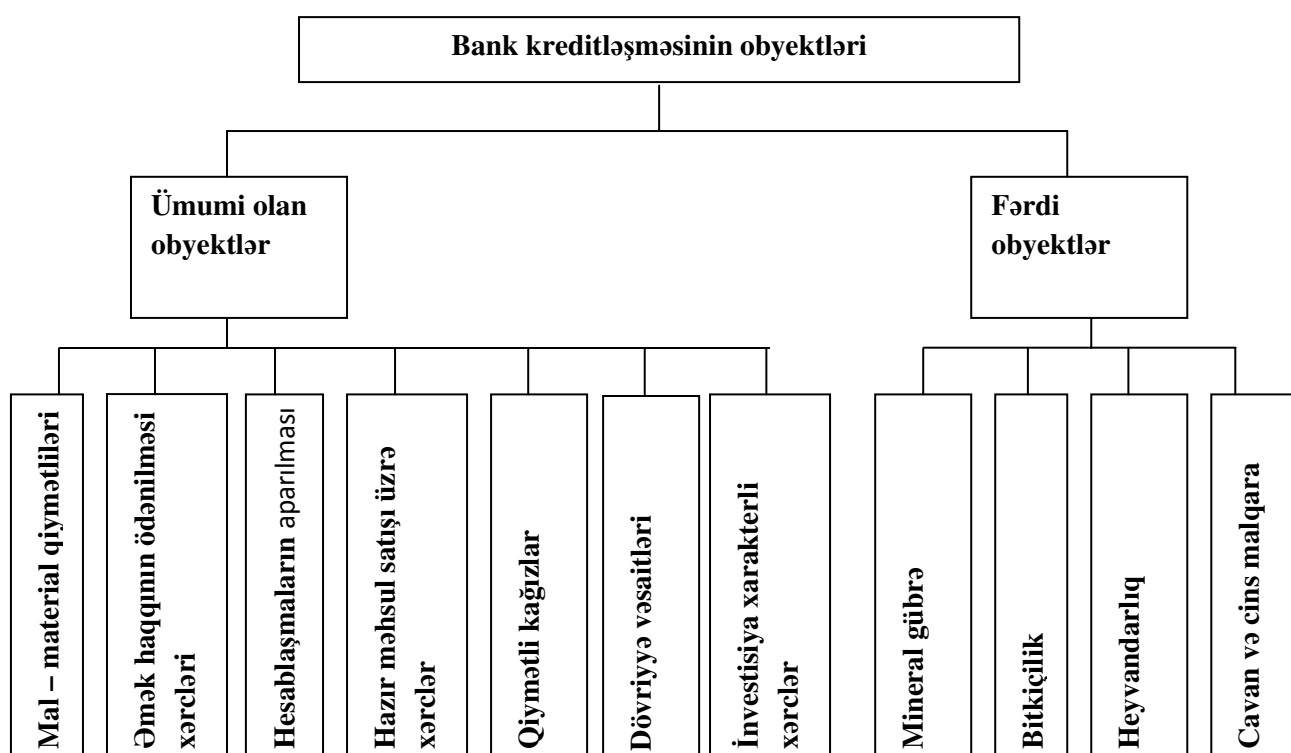 Bank kreditləşməsinin obyektləri
Ümumi olan
obyektlər
Fərdi
obyektlər
Mal – material qiymətliləri
Əmək haqqının ödənilməsi
xərcləri
Hesablaşmaların aparılması
Hazır məhsul satışı üzrə
xərclər
Qiymətli kağızlar
Dövriyyə vəsaitləri
İnvestisiya xarakterli
xərclər
Mineral gübrə
Bitkiçilik
Heyvandarlıq
Cavan və cins malqara